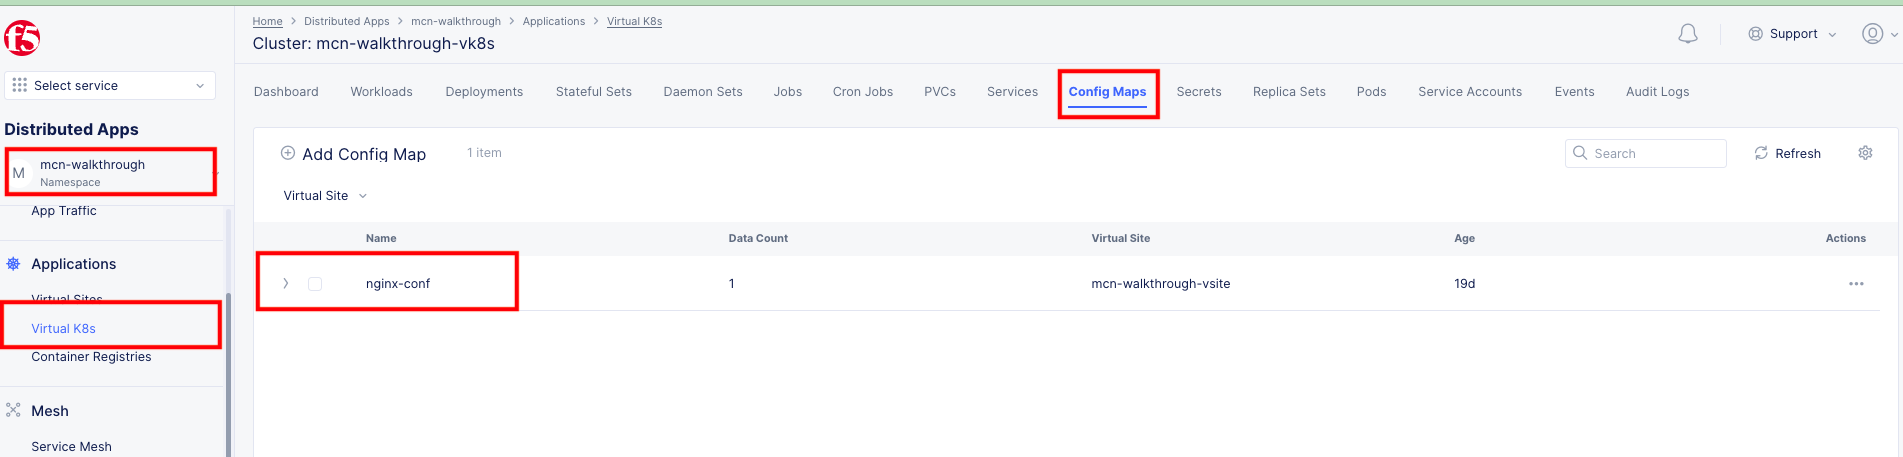 f5
Home > Distributed Apps > mcn-walkthrough > Applications > Virtual K8s
Cluster: mcn-walkthrough-vk8s
Support
Select service
Distributed Apps
M
mcn-walkthrough
Namespace
App Traffic
Applications
Virtual Sites
Virtual K8s
Container Registries
Mesh
Service Mesh
Dashboard Workloads Deployments Stateful Sets Daemon Sets Jobs Cron Jobs PVCs Services Config Maps Secrets Replica Sets Pods Service Accounts Events Audit Logs
Add Config Map 1 item Search Refresh
Virtual Site
Name Data Count Virtual Site Age Actions
nginx-conf 1 mcn-walkthrough-vsite 19d